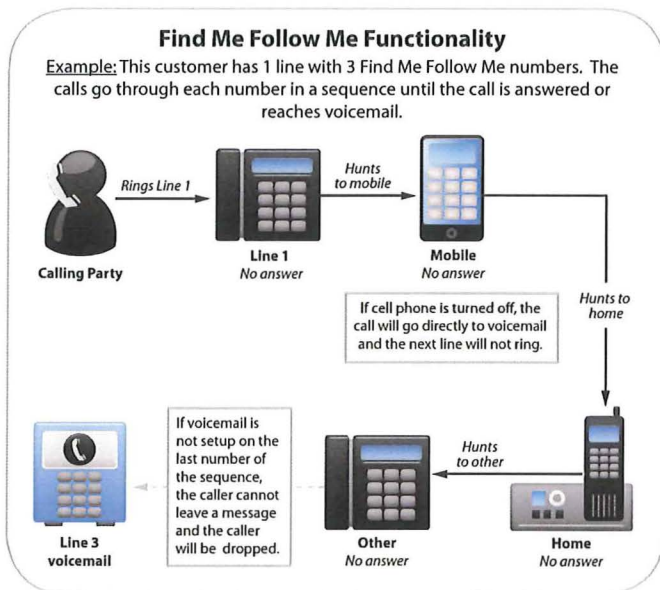 Find Me Follow Me Functionality
Example: This customer has 1 line with 3 Find Me Follow Me numbers. The
calls go through each number in a sequence until the call is answered or
reaches voicemail.
Rings Line 1
Hunts
to mobile
Calling Party
Line 1
No answer
Mobile
No answer
If cell phone is turned off, the
call will go directly to voicemail
and the next line will not ring.
Hunts to
home
Hunts
to other
Home
No answer
Other
No answer
If voicemail is
not setup on the
last number of
the sequence,
the caller cannot
leave a message
and the caller
will be dropped.
Line 3
voicemail